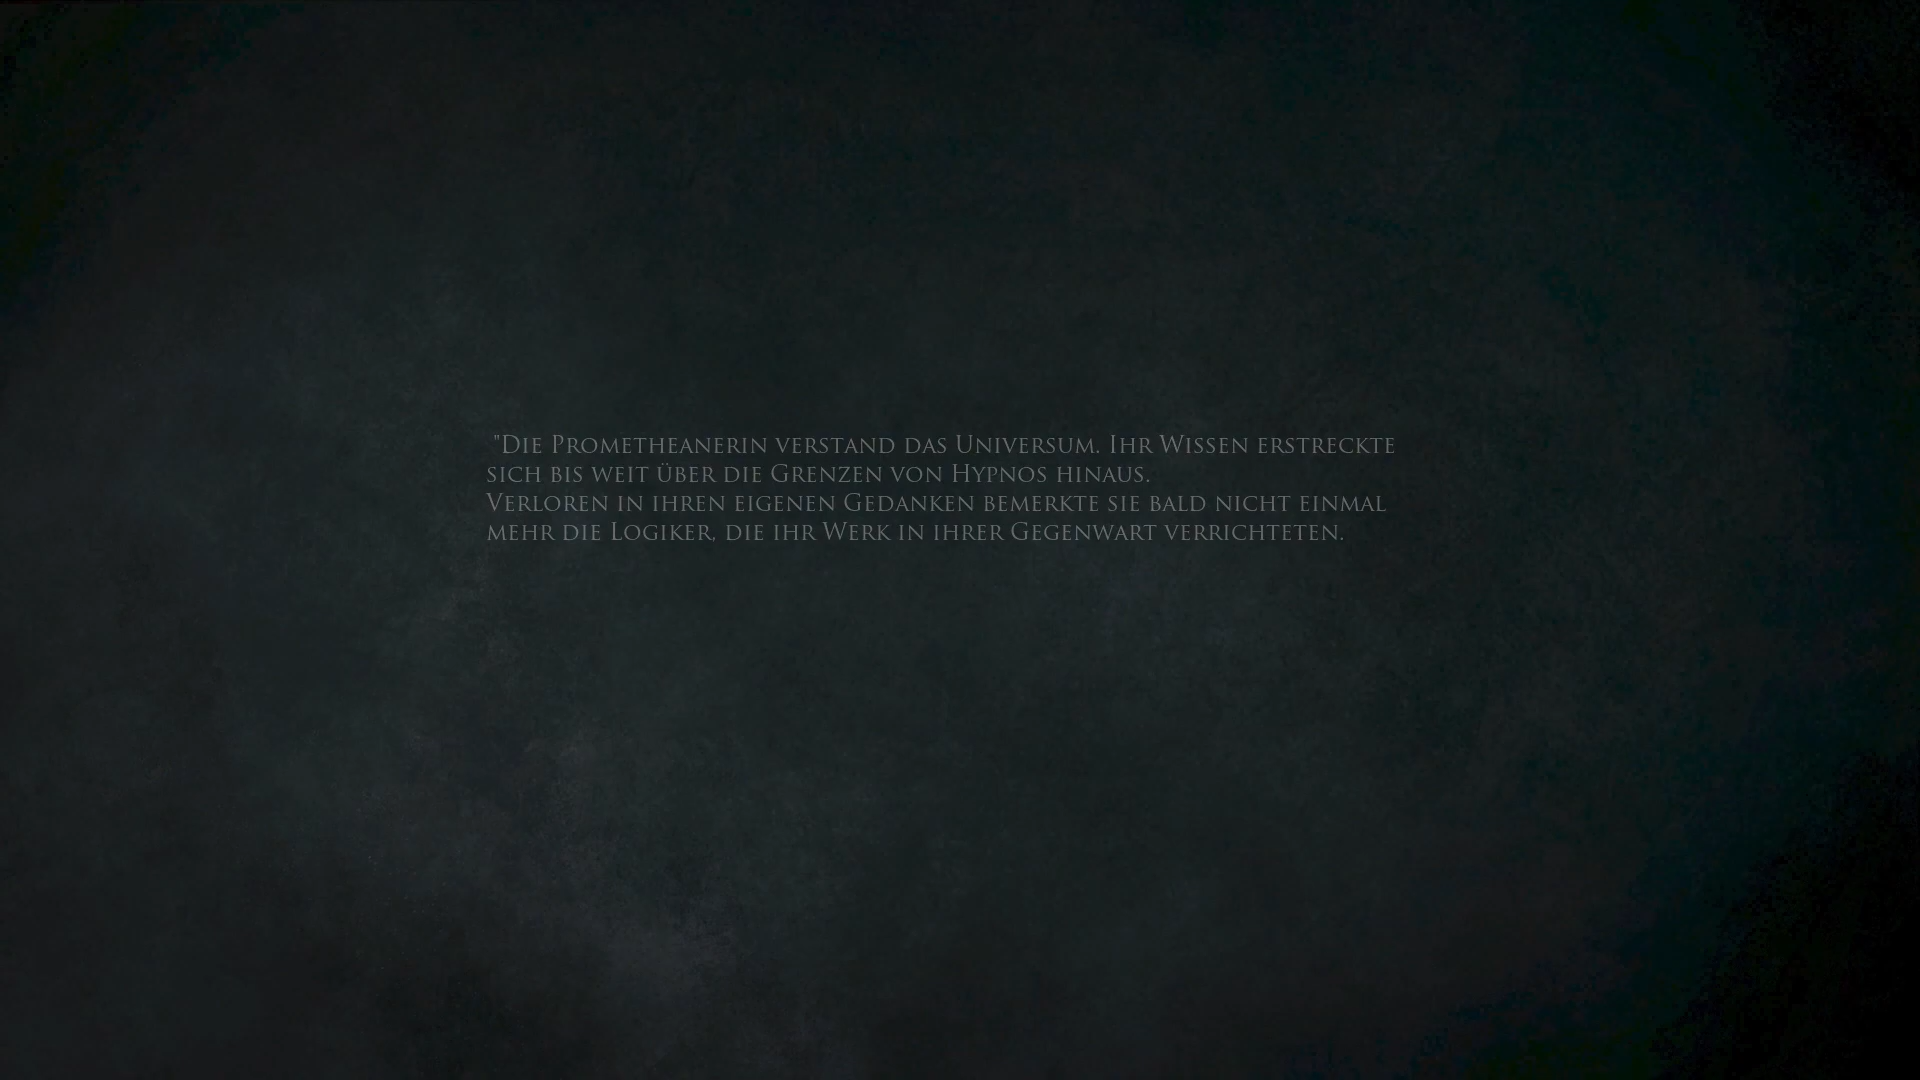 "Die Prometheanerin verstand das Universum. Ihr Wissen erstreckte
sich bis weit über die Grenzen von Hypnos hinaus.
Verloren in ihren eigenen Gedanken bemerkte sie bald nicht einmal
mehr die Logiker, die ihr Werk in ihrer Gegenwart verrichteten.